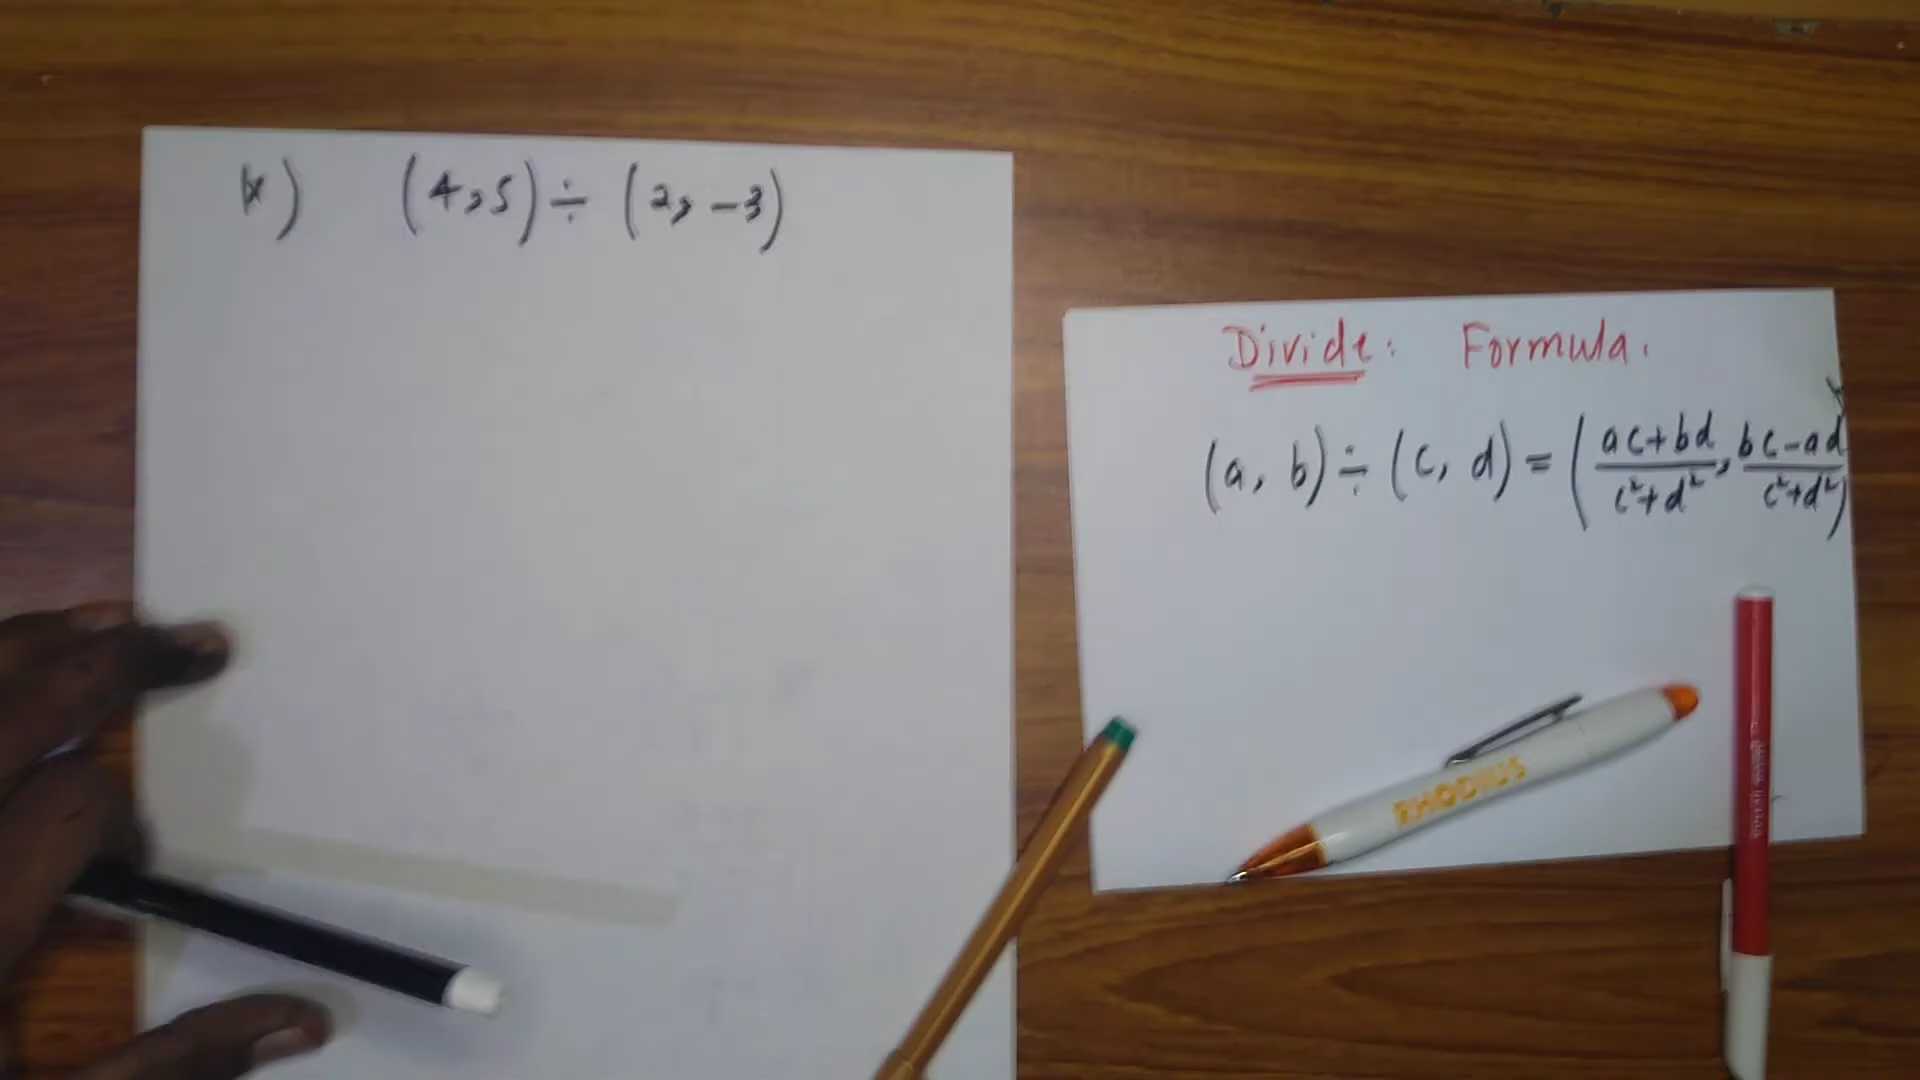 x) (4,5) ÷ (2, -3)
Divide: Formula.
(a, b) ÷ (c, d) = (ac+bd/c²+d², bc-ad/c²+d²)
RHODIUS